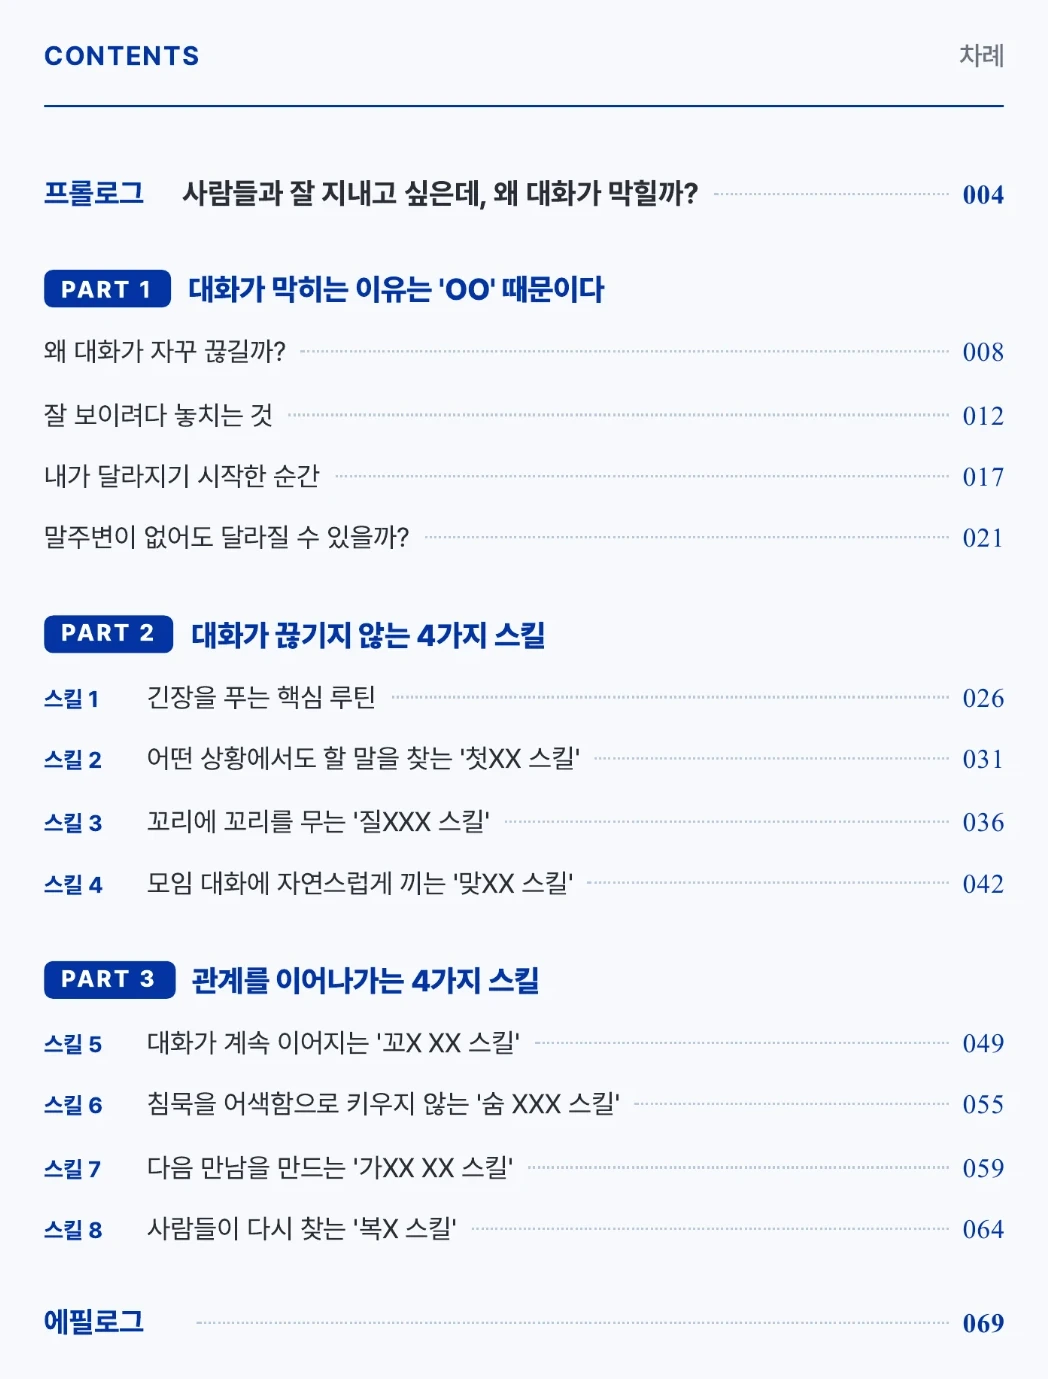 CONTENTS 차례
프롤로그 사람들과 잘 지내고 싶은데, 왜 대화가 막힐까? 004
PART 1 대화가 막히는 이유는 'OO' 때문이다
왜 대화가 자꾸 끊길까? 008
잘 보이려다 놓치는 것 012
내가 달라지기 시작한 순간 017
말주변이 없어도 달라질 수 있을까? 021
PART 2 대화가 끊기지 않는 4가지 스킬
스킬 1 긴장을 푸는 핵심 루틴 026
스킬 2 어떤 상황에서도 할 말을 찾는 '첫XX 스킬' 031
스킬 3 꼬리에 꼬리를 무는 '질XXX 스킬' 036
스킬 4 모임 대화에 자연스럽게 끼는 '맞XX 스킬' 042
PART 3 관계를 이어나가는 4가지 스킬
스킬 5 대화가 계속 이어지는 '꼬X XX 스킬' 049
스킬 6 침묵을 어색함으로 키우지 않는 '숨 XXX 스킬' 055
스킬 7 다음 만남을 만드는 '가XX XX 스킬' 059
스킬 8 사람들이 다시 찾는 '복X 스킬' 064
에필로그 069